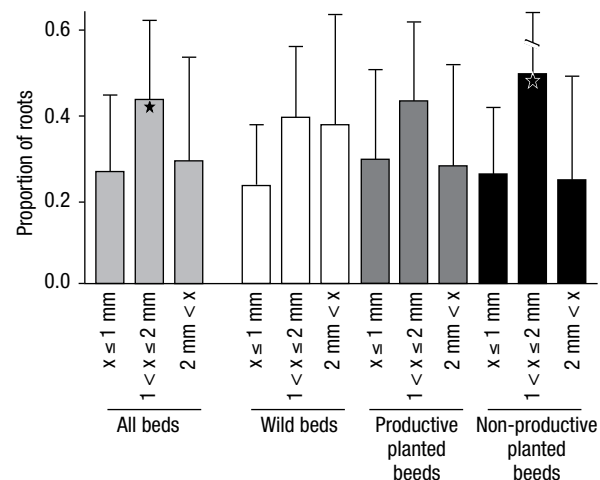 0.6
0.4
0.2
0.0
Proportion of roots
x ≤ 1 mm
1 < x ≤ 2 mm
2 mm < x
x ≤ 1 mm
1 < x ≤ 2 mm
2 mm < x
x ≤ 1 mm
1 < x ≤ 2 mm
2 mm < x
x ≤ 1 mm
1 < x ≤ 2 mm
2 mm < x
All beds
Wild beds
Productive
planted
beeds
Non-productive
planted
beeds